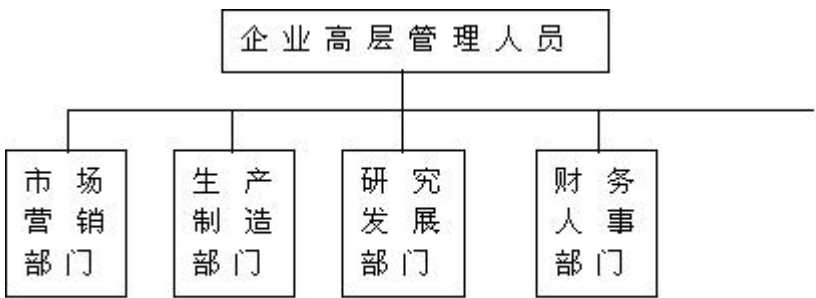 企业高层管理人员
市场
营销
部门
生产
制造
部门
研究
发展
部门
财务
人事
部门